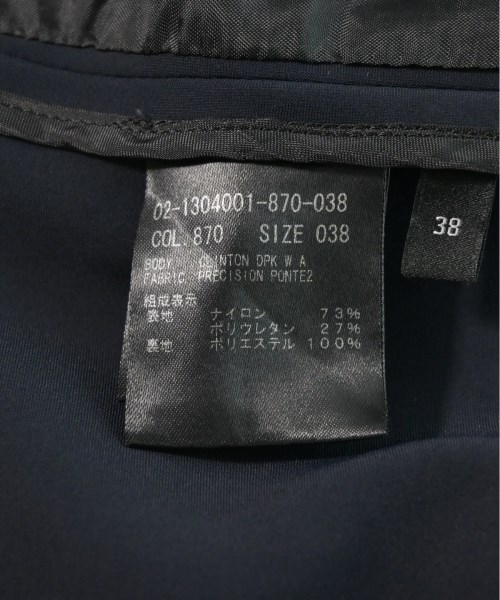 02-1304001-870-038
COL. 870 SIZE 038
BODY CLINTON DPK W A
FABRIC PRECISION PONTE2
組成表示
表地 ナイロン 73%
ポリウレタン 27%
裏地 ポリエステル 100%
38